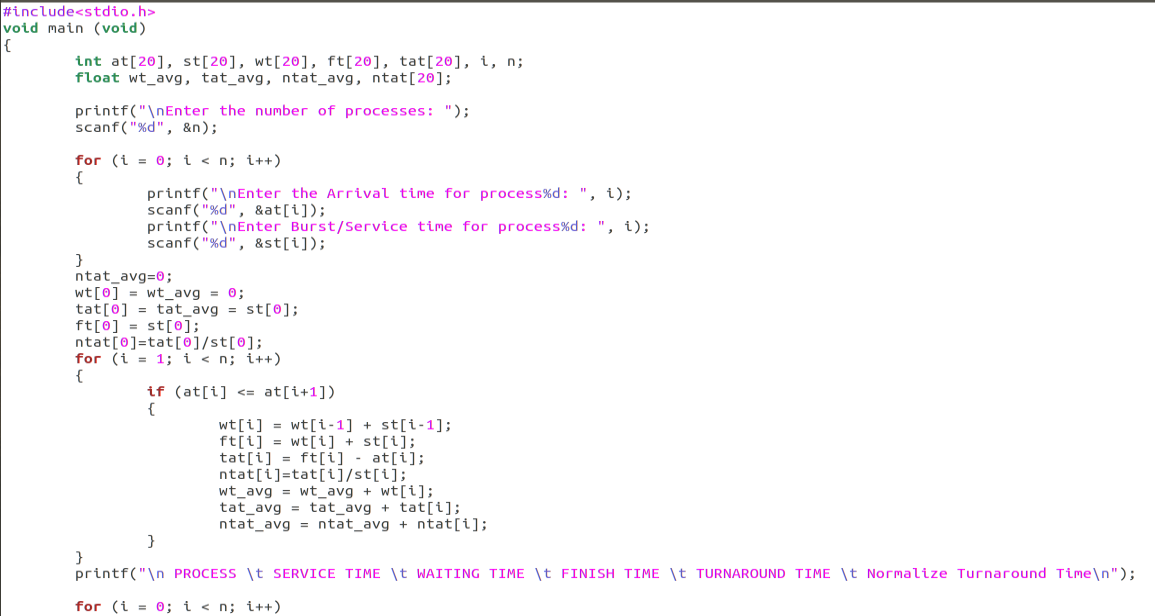 #include<stdio.h>
void main (void)
{
        int at[20], st[20], wt[20], ft[20], tat[20], i, n;
        float wt_avg, tat_avg, ntat_avg, ntat[20];

        printf("\nEnter the number of processes: ");
        scanf("%d", &n);

        for (i = 0; i < n; i++)
        {
                printf("\nEnter the Arrival time for process%d: ", i);
                scanf("%d", &at[i]);
                printf("\nEnter Burst/Service time for process%d: ", i);
                scanf("%d", &st[i]);
        }
        ntat_avg=0;
        wt[0] = wt_avg = 0;
        tat[0] = tat_avg = st[0];
        ft[0] = st[0];
        ntat[0]=tat[0]/st[0];
        for (i = 1; i < n; i++)
        {
                if (at[i] <= at[i+1])
                {
                        wt[i] = wt[i-1] + st[i-1];
                        ft[i] = wt[i] + st[i];
                        tat[i] = ft[i] - at[i];
                        ntat[i]=tat[i]/st[i];
                        wt_avg = wt_avg + wt[i];
                        tat_avg = tat_avg + tat[i];
                        ntat_avg = ntat_avg + ntat[i];
                }
        }
        printf("\n PROCESS \t SERVICE TIME \t WAITING TIME \t FINISH TIME \t TURNAROUND TIME \t Normalize Turnaround Time\n");

        for (i = 0; i < n; i++)